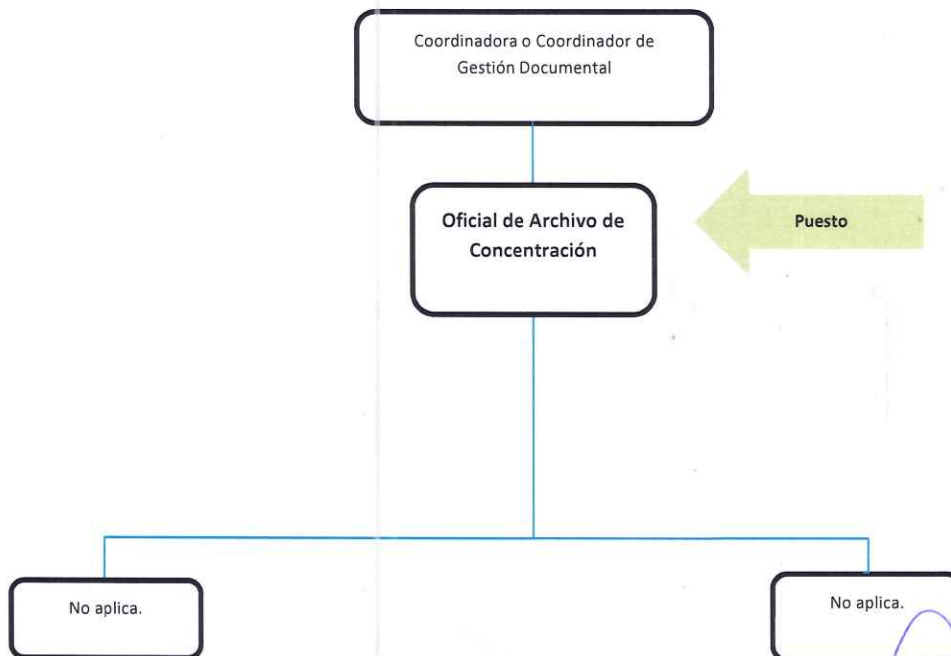 Coordinadora o Coordinador de
Gestión Documental
Oficial de Archivo de
Concentración
Puesto
No aplica.
No aplica.